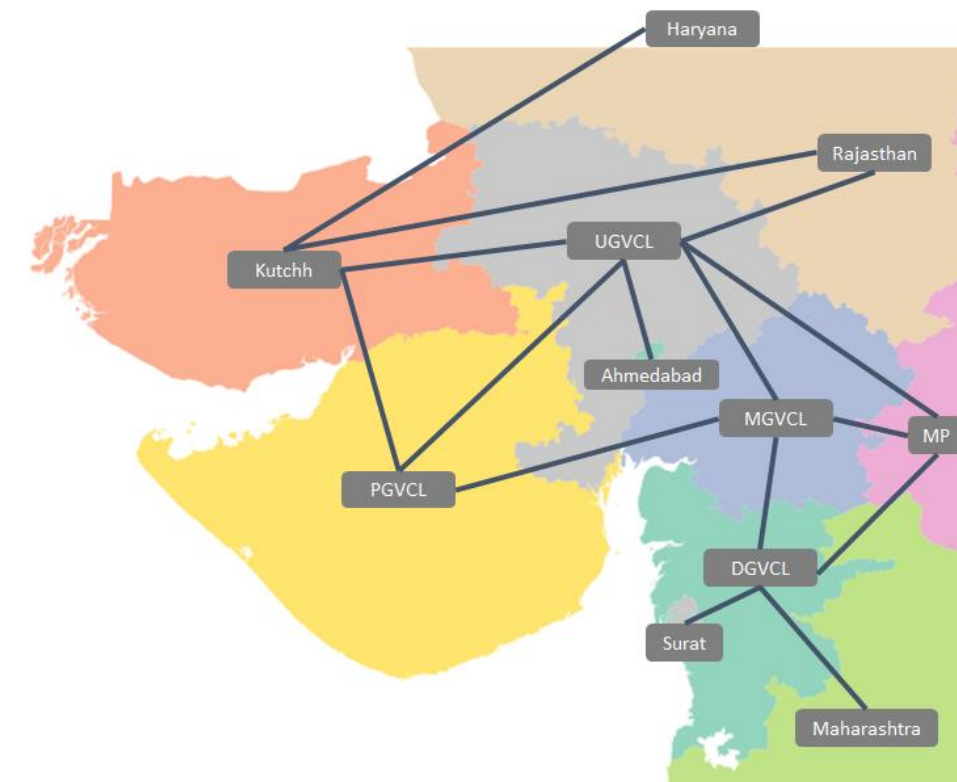 Haryana
Rajasthan
UGVCL
Kutchh
Ahmedabad
MGVCL
MP
PGVCL
DGVCL
Surat
Maharashtra